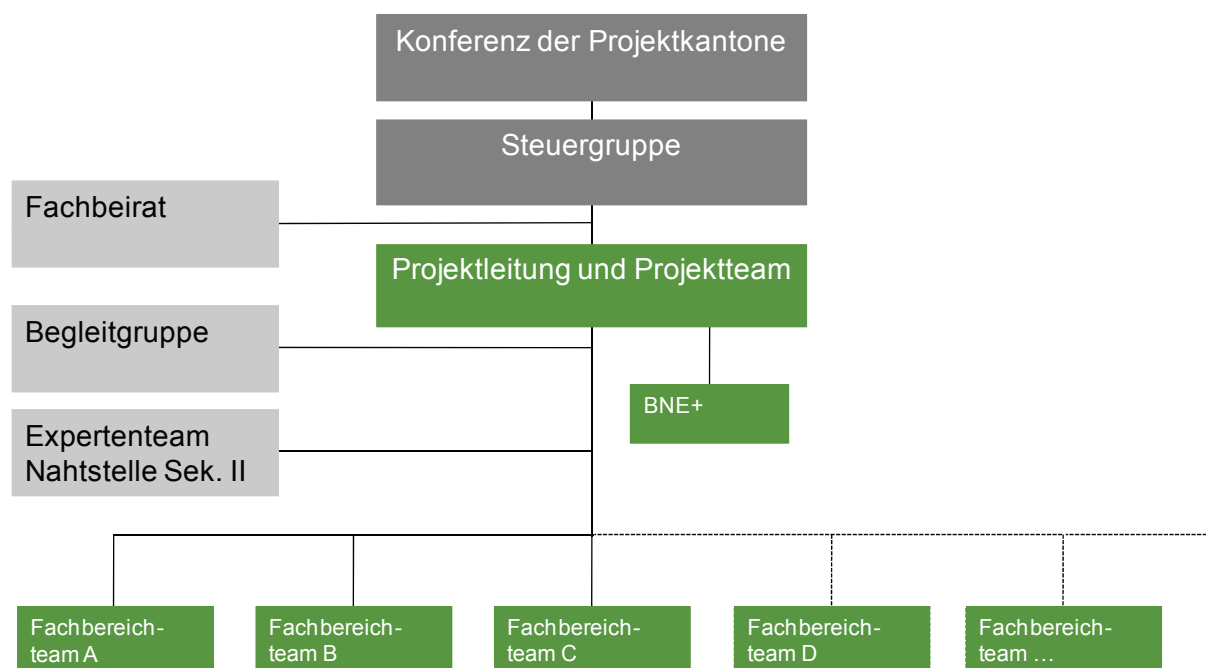 Konferenz der Projektkantone
Steuergruppe
Fachbeirat
Projektleitung und Projektteam
Begleitgruppe
BNE+
Expertenteam
Nahtstelle Sek. II
Fachbereich-
team A
Fachbereich-
team B
Fachbereich-
team C
Fachbereich-
team D
Fachbereich-
team ...